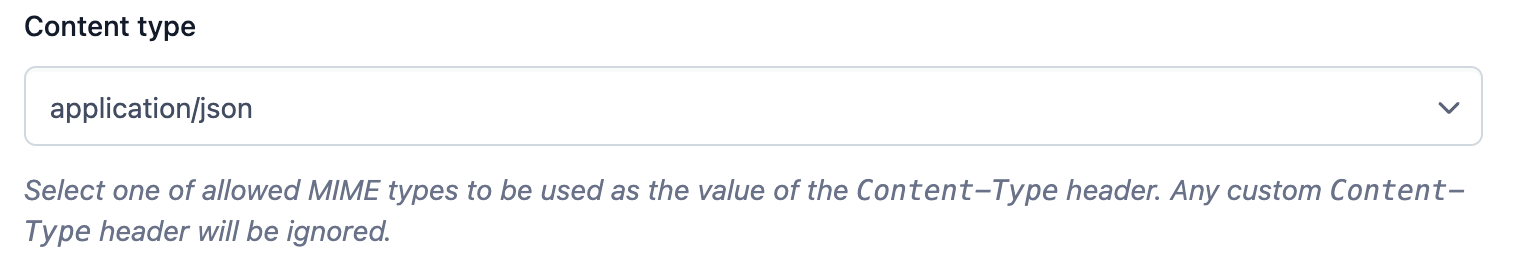 Content type
application/json
Select one of allowed MIME types to be used as the value of the Content-Type header. Any custom Content-
Type header will be ignored.